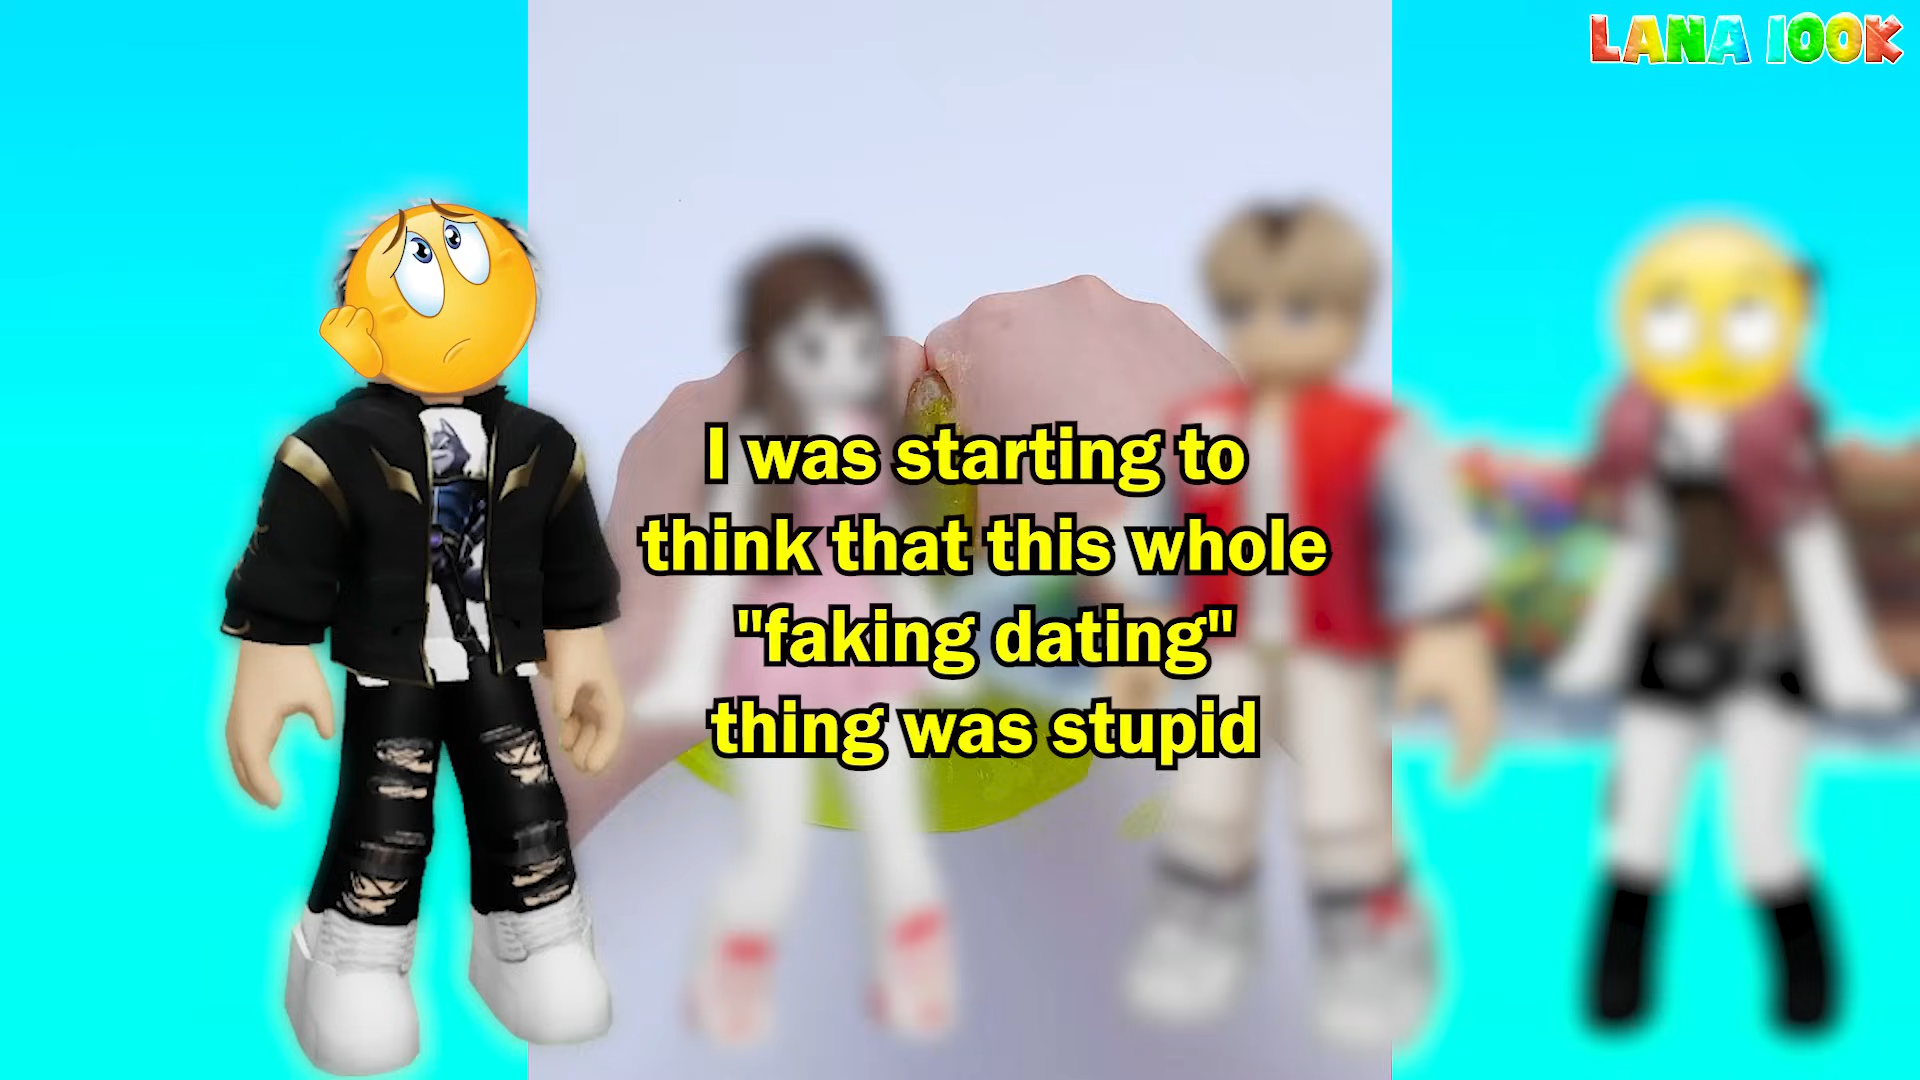 LANA 100K
I was starting to
think that this whole
"faking dating"
thing was stupid